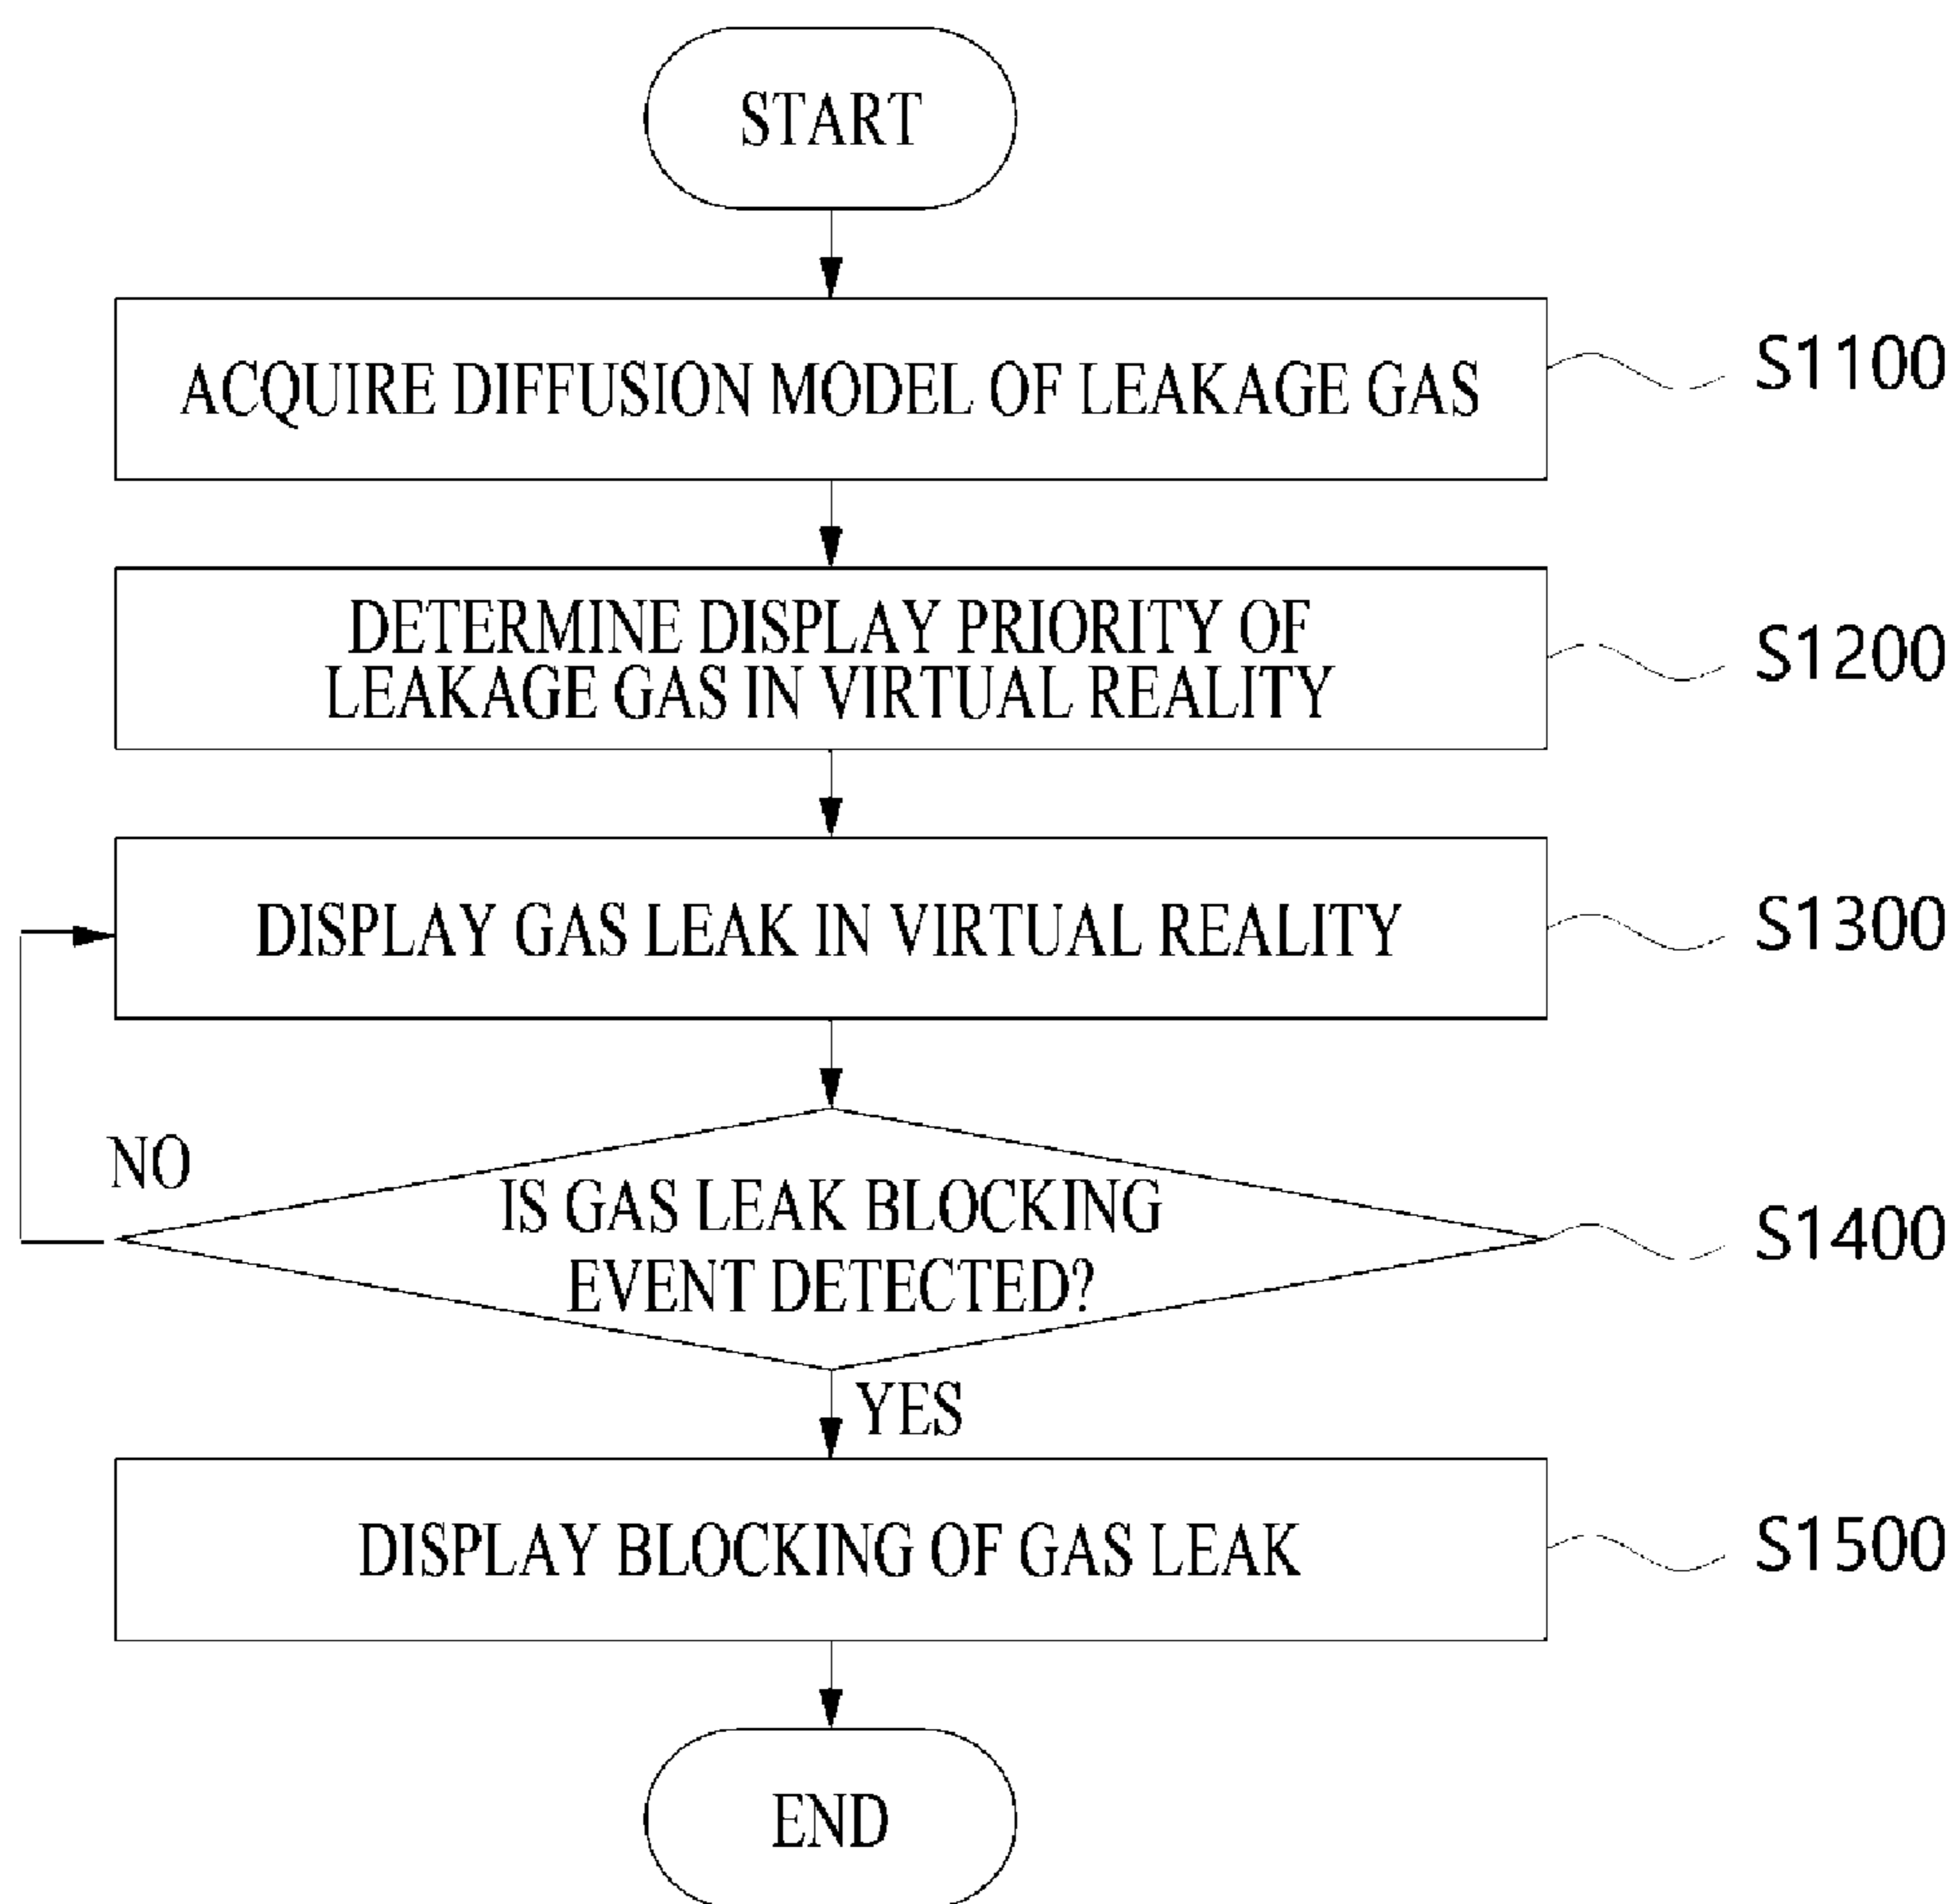 START
ACQUIRE DIFFUSION MODEL OF LEAKAGE GAS
S1100
DETERMINE DISPLAY PRIORITY OF
LEAKAGE GAS IN VIRTUAL REALITY
S1200
DISPLAY GAS LEAK IN VIRTUAL REALITY
S1300
NO
IS GAS LEAK BLOCKING
EVENT DETECTED?
S1400
YES
DISPLAY BLOCKING OF GAS LEAK
S1500
END